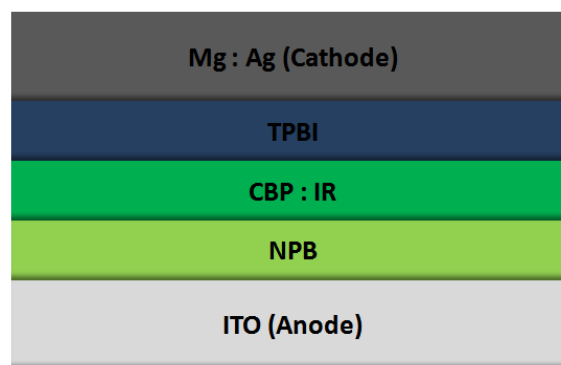 Mg : Ag (Cathode)
TPBI
CBP : IR
NPB
ITO (Anode)